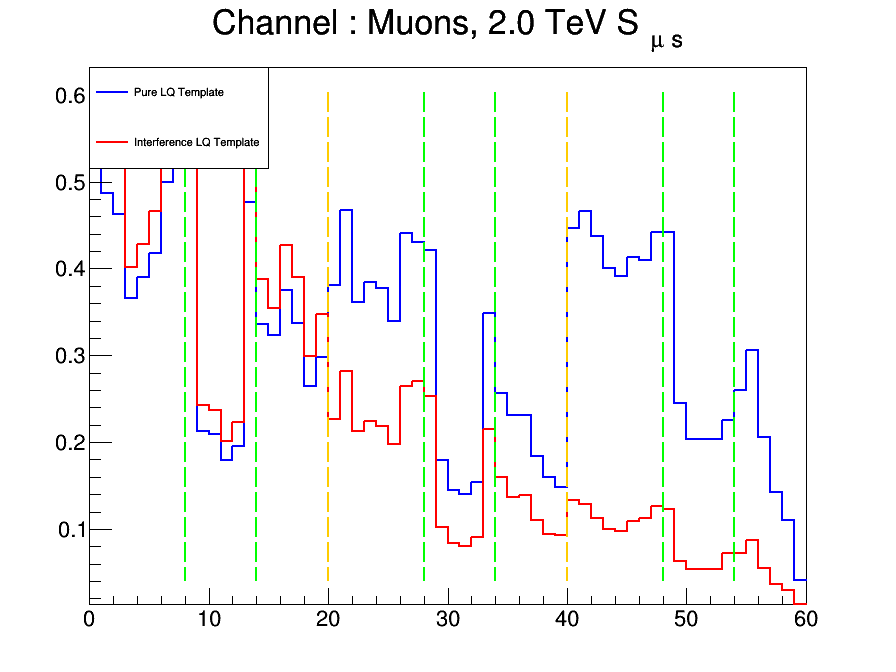 Channel : Muons, 2.0 TeV S μ s
Pure LQ Template
Interference LQ Template
0.6
0.5
0.4
0.3
0.2
0.1
0 10 20 30 40 50 60